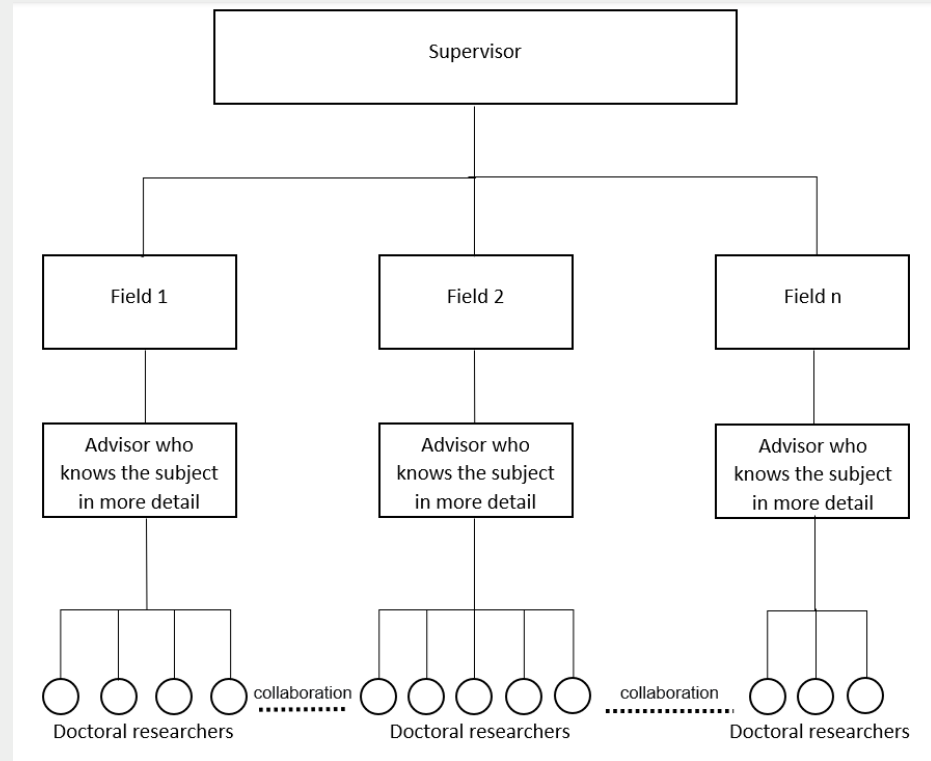 Supervisor
Field 1
Field 2
Field n
Advisor who
knows the subject
in more detail
Advisor who
knows the subject
in more detail
Advisor who
knows the subject
in more detail
collaboration
collaboration
Doctoral researchers
Doctoral researchers
Doctoral researchers